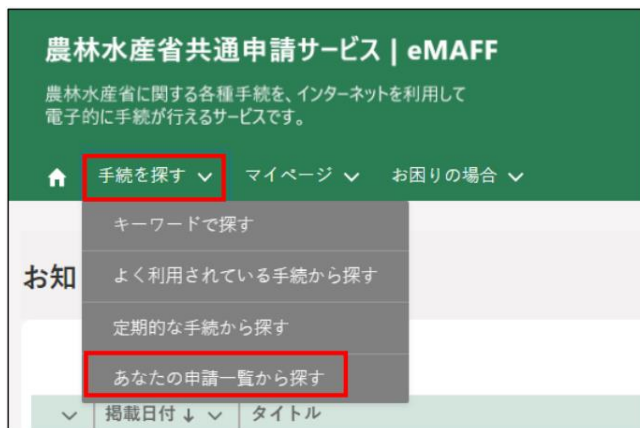 農林水産省共通申請サービス | eMAFF
農林水産省に関する各種手続を、インターネットを利用して
電子的に手続が行えるサービスです。
手続を探す マイページ お困りの場合
キーワードで探す
お知
よく利用されている手続から探す
定期的な手続から探す
あなたの申請一覧から探す
掲載日付↓ タイトル